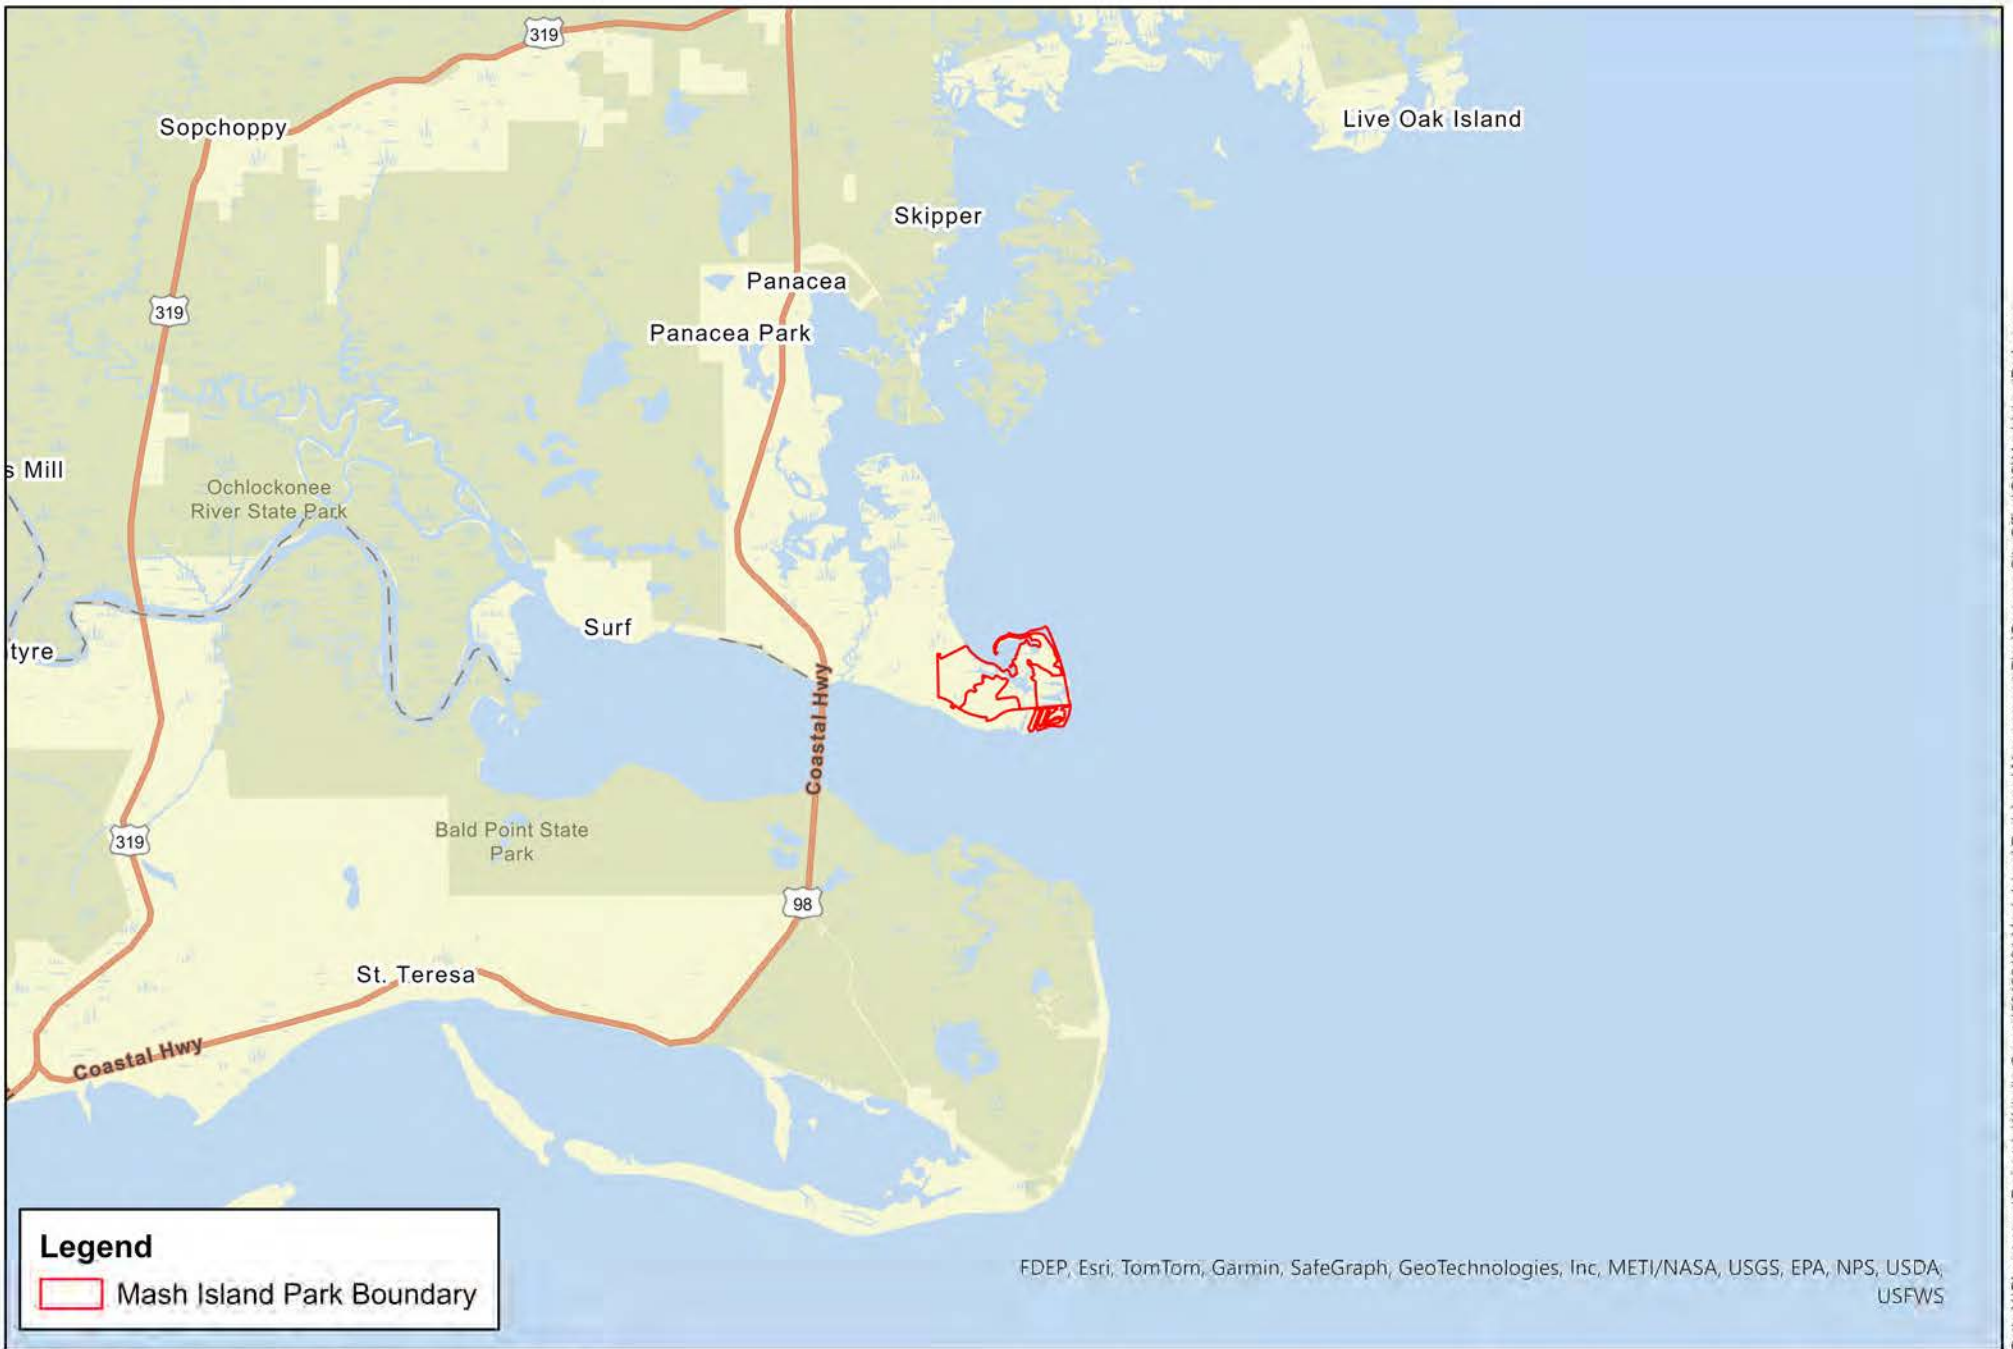 319
Sopchoppy
Live Oak Island
Skipper
319
Panacea
Panacea Park
s Mill
Ochlockonee
River State Park
Surf
tyre
Coastal Hwy
Bald Point State
Park
319
98
St. Teresa
Coastal Hwy
Legend
Mash Island Park Boundary
FDEP, Esri, TomTom, Garmin, SafeGraph, GeoTechnologies, Inc, METI/NASA, USGS, EPA, NPS, USDA,
USFWS